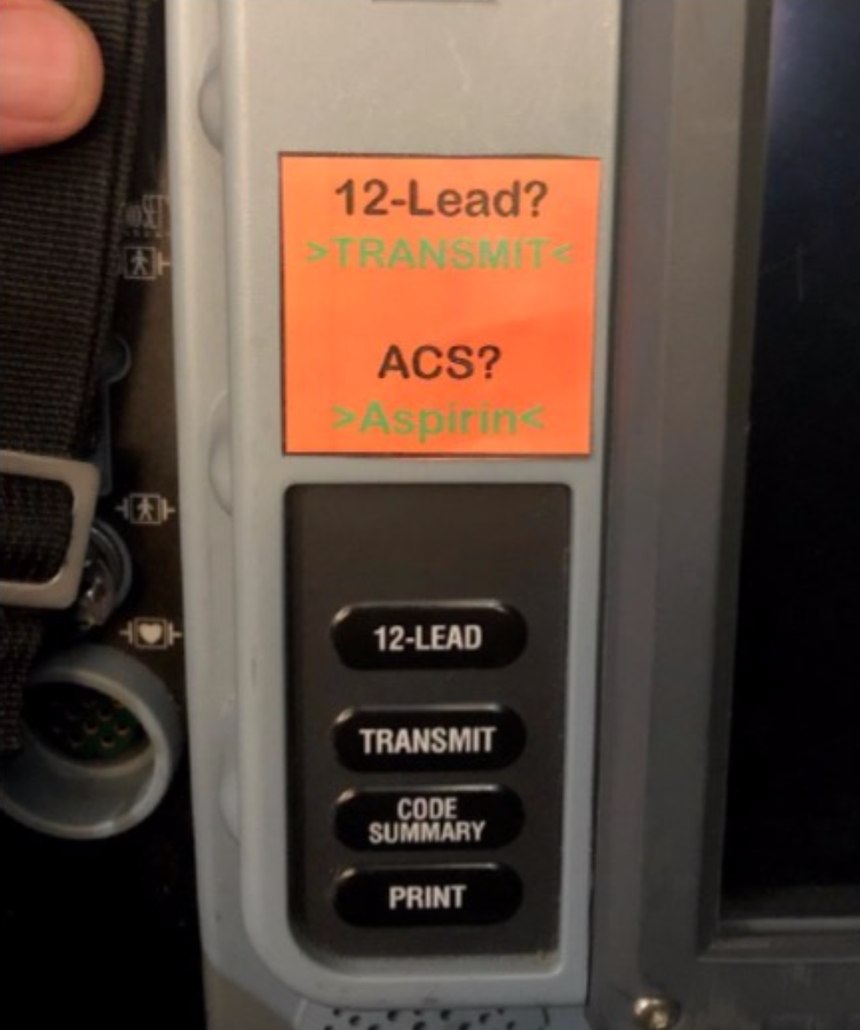 12-Lead?
>TRANSMIT<
ACS?
>Aspirin<
12-LEAD
TRANSMIT
CODE
SUMMARY
PRINT